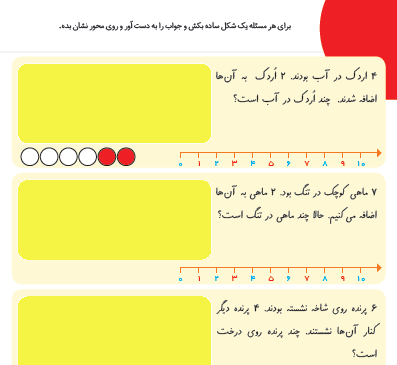 برای هر مسئله یک شکل ساده بکش و جواب را به دست آور و روی محور نشان بده.
۴ اردک در آب بودند. ۲ اُردک به آن‌ها
اضافه شدند. چند اُردک در آب است؟
۰ ۱ ۲ ۳ ۴ ۵ ۶ ۷ ۸ ۹ ۱۰
۷ ماهی کوچک در تنگ بود. ۲ ماهی به آن‌ها
اضافه می‌کنیم. حالا چند ماهی در تنگ است؟
۰ ۱ ۲ ۳ ۴ ۵ ۶ ۷ ۸ ۹ ۱۰
۶ پرنده روی شاخه نشسته بودند. ۴ پرنده دیگر
کنار آن‌ها نشستند. چند پرنده روی درخت
است؟